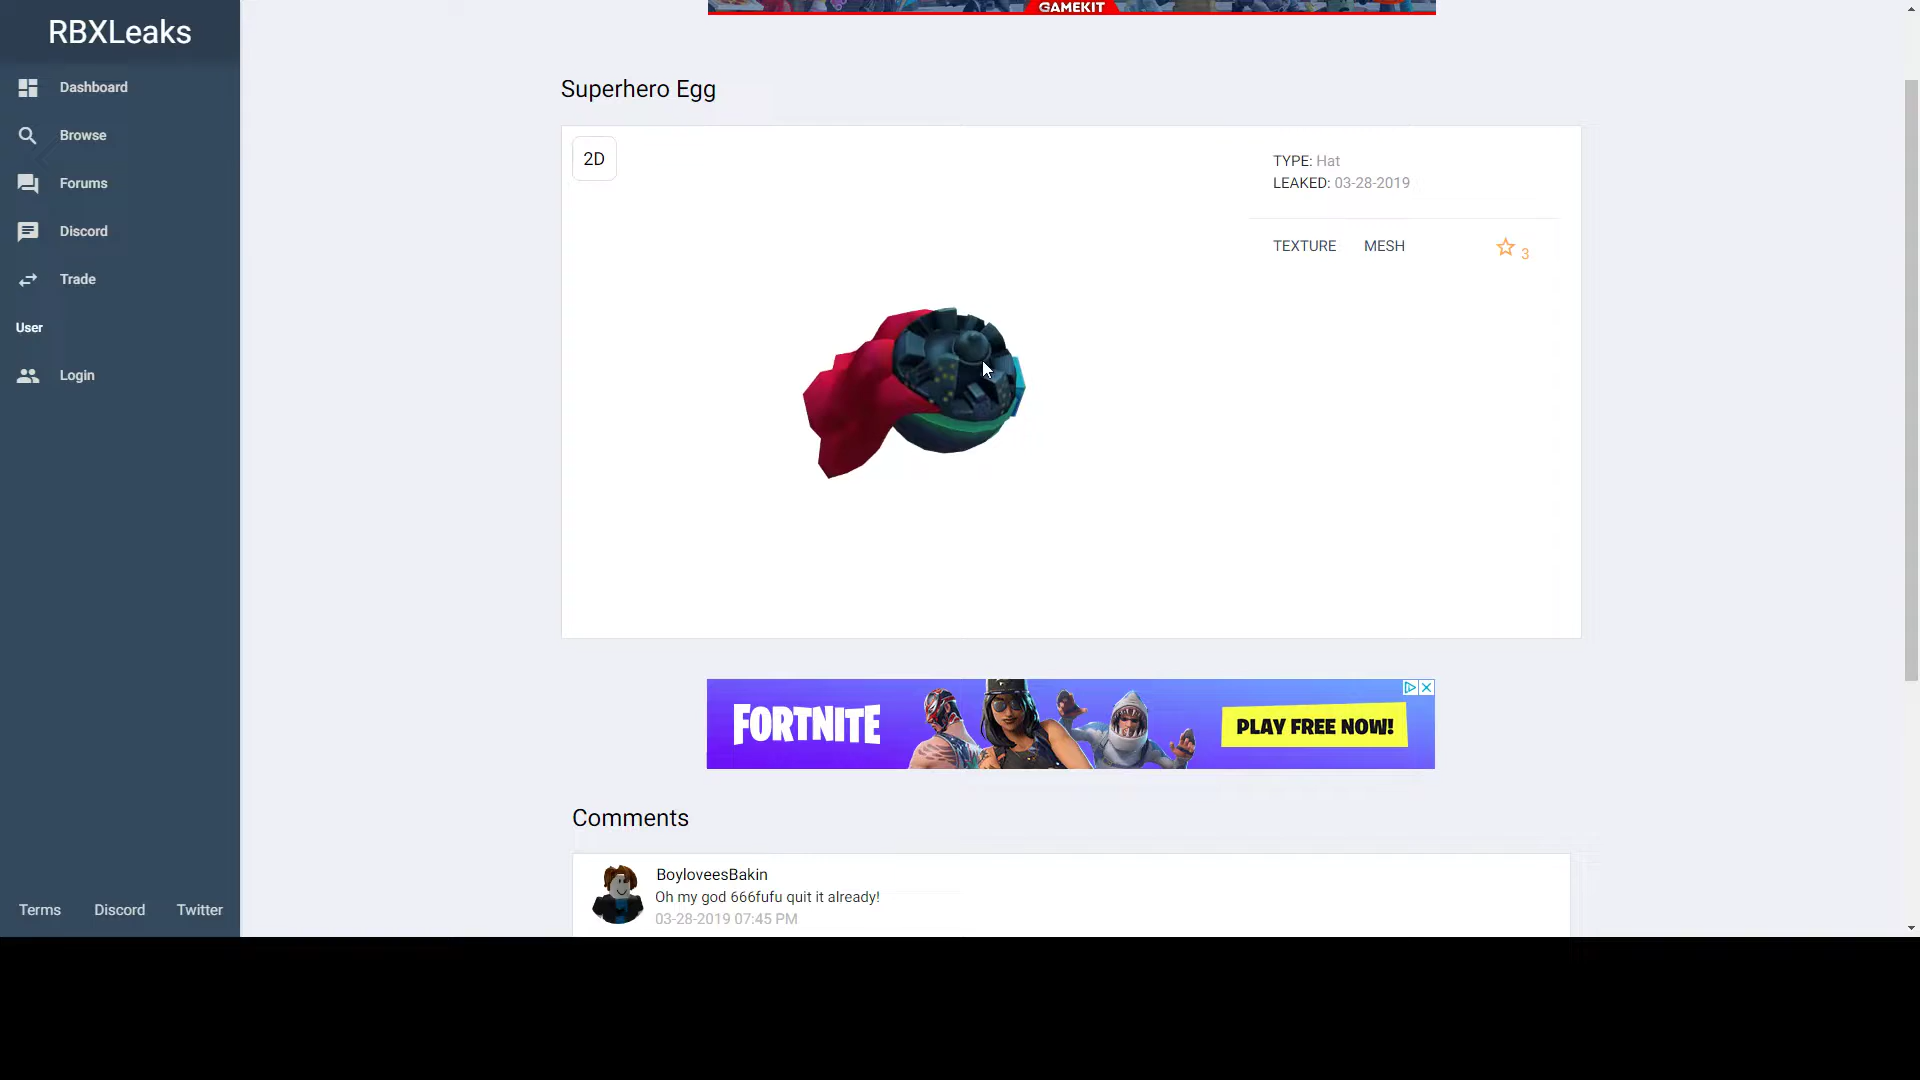 GAMEKIT
RBXLeaks
Dashboard
Browse
Forums
Discord
Trade
User
Login
Terms Discord Twitter
Superhero Egg
2D
TYPE: Hat
LEAKED: 03-28-2019
TEXTURE MESH 3
FORTNITE PLAY FREE NOW!
Comments
BoyloveesBakin
Oh my god 666fufu quit it already!
03-28-2019 07:45 PM